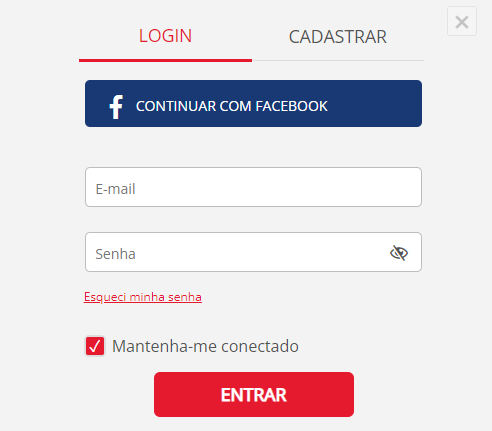 LOGIN
CADASTRAR
CONTINUAR COM FACEBOOK
E-mail
Senha
Esqueci minha senha
Mantenha-me conectado
ENTRAR